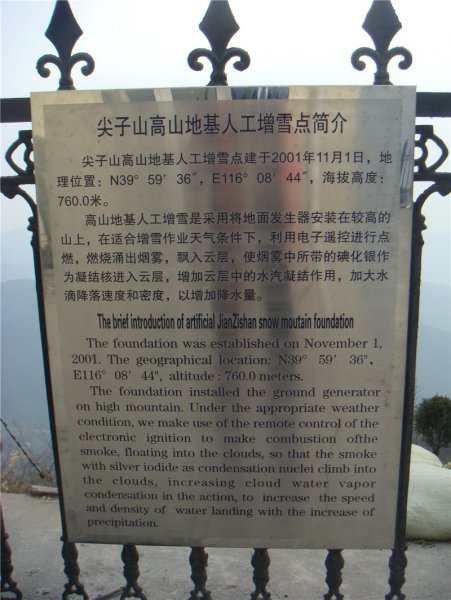 尖子山高山地基人工增雪点简介
尖子山高山地基人工增雪点建于2001年11月1日，地
理位置：N39° 59′ 36″，E116° 08′ 44″，海拔高度：
760.0米。
高山地基人工增雪是采用将地面发生器安装在较高的
山上，在适合增雪作业天气条件下，利用电子遥控进行点
燃，燃烧涌出烟雾，飘入云层，使烟雾中所带的碘化银作
为凝结核进入云层，增加云层中的水汽凝结作用，加大水
滴降落速度和密度，以增加降水量。
The brief introduction of artificial JianZishan snow moutain foundation
The foundation was established on November 1,
2001. The geographical location: N39° 59′ 36″,
E116° 08′ 44″, altitude : 760.0 meters.
The foundation installed the ground generator
on high mountain. Under the appropriate weather
condition, we make use of the remote control of the
electronic ignition to make combustion ofthe
smoke, floating into the clouds, so that the smoke
with silver iodide as condensation nuclei climb into
the clouds, increasing cloud water vapor
condensation in the action, to increase the speed
and density of water landing with the increase of
precipitation.